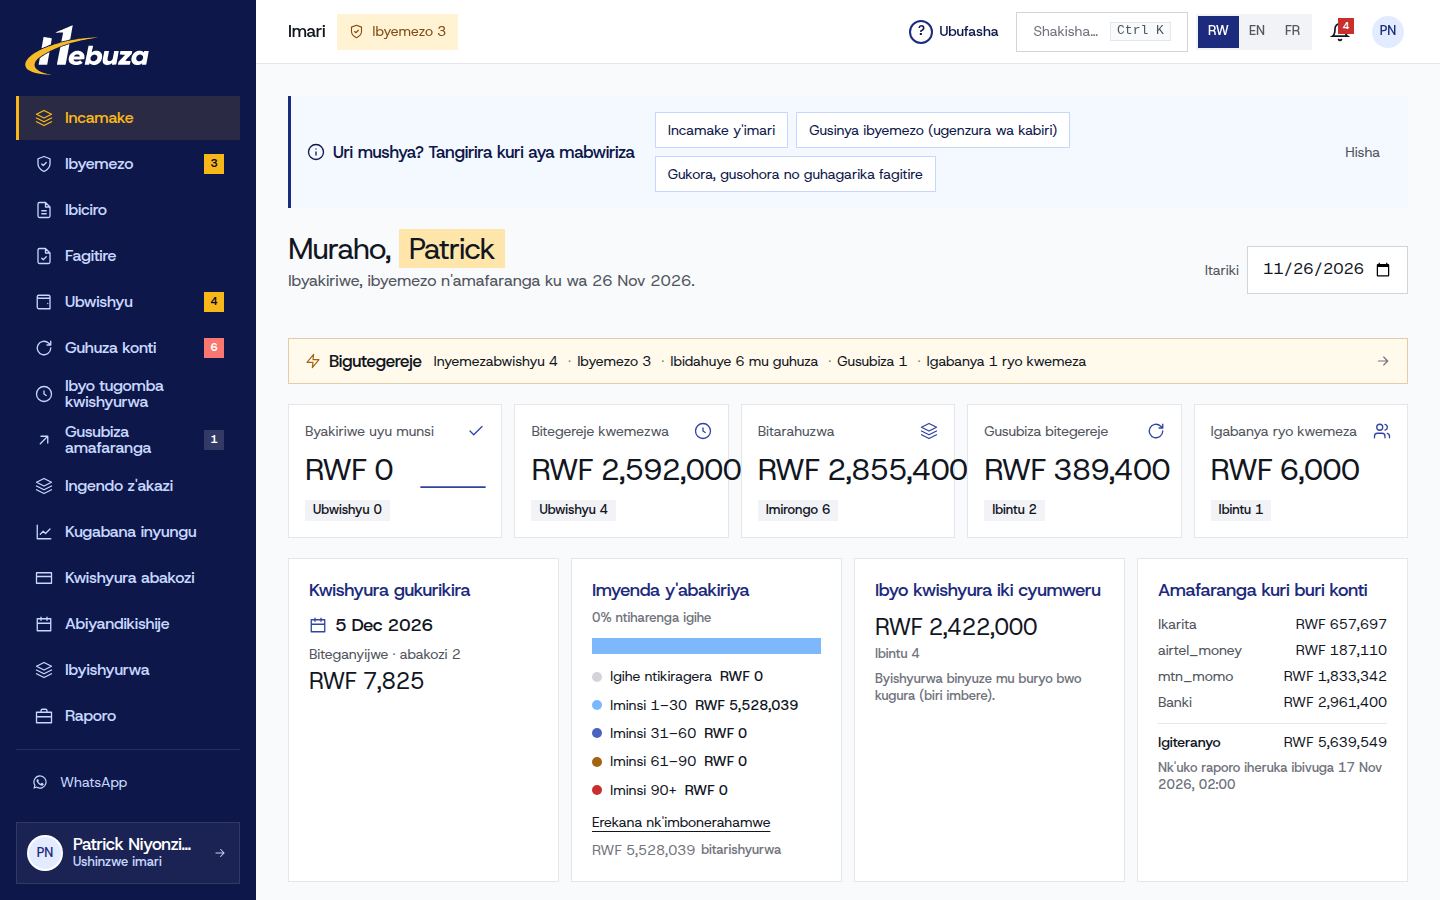 Hebuza
Incamake
Ibyemezo 3
Ibiciro
Fagitire
Ubwishyu 4
Guhuza konti 6
Ibyo tugomba
kwishyurwa
Gusubiza
amafaranga 1
Ingendo z'akazi
Kugabana inyungu
Kwishyura abakozi
Abiyandikishije
Ibyishyurwa
Raporo
WhatsApp
PN Patrick Niyonzi...
Ushinzwe imari
Imari Ibyemezo 3 ? Ubufasha Shakisha... Ctrl K RW EN FR 4 PN
Uri mushya? Tangirira kuri aya mabwiriza
Incamake y'imari Gusinya ibyemezo (ugenzura wa kabiri)
Gukora, gusohora no guhagarika fagitire
Hisha
Muraho, Patrick
Ibyakiriwe, ibyemezo n'amafaranga ku wa 26 Nov 2026.
Itariki 11/26/2026
Bigutegereje Inyemezabwishyu 4 · Ibyemezo 3 · Ibidahuye 6 mu guhuza · Gusubiza 1 · Igabanya 1 ryo kwemeza
Byakiriwe uyu munsi
RWF 0
Ubwishyu 0
Bitegereje kwemezwa
RWF 2,592,000
Ubwishyu 4
Bitarahuzwa
RWF 2,855,400
Imirongo 6
Gusubiza bitegereje
RWF 389,400
Ibintu 2
Igabanya ryo kwemeza
RWF 6,000
Ibintu 1
Kwishyura gukurikira
5 Dec 2026
Biteganyijwe · abakozi 2
RWF 7,825
Imyenda y'abakiriya
0% ntiharenga igihe
Igihe ntikiragera RWF 0
Iminsi 1–30 RWF 5,528,039
Iminsi 31–60 RWF 0
Iminsi 61–90 RWF 0
Iminsi 90+ RWF 0
Erekana nk'imbonerahamwe
RWF 5,528,039 bitarishyurwa
Ibyo kwishyura iki cyumweru
RWF 2,422,000
Ibintu 4
Byishyurwa binyuze mu buryo bwo
kugura (biri imbere).
Amafaranga kuri buri konti
Ikarita RWF 657,697
airtel_money RWF 187,110
mtn_momo RWF 1,833,342
Banki RWF 2,961,400
Igiteranyo RWF 5,639,549
Nk'uko raporo iheruka ibivuga 17 Nov
2026, 02:00